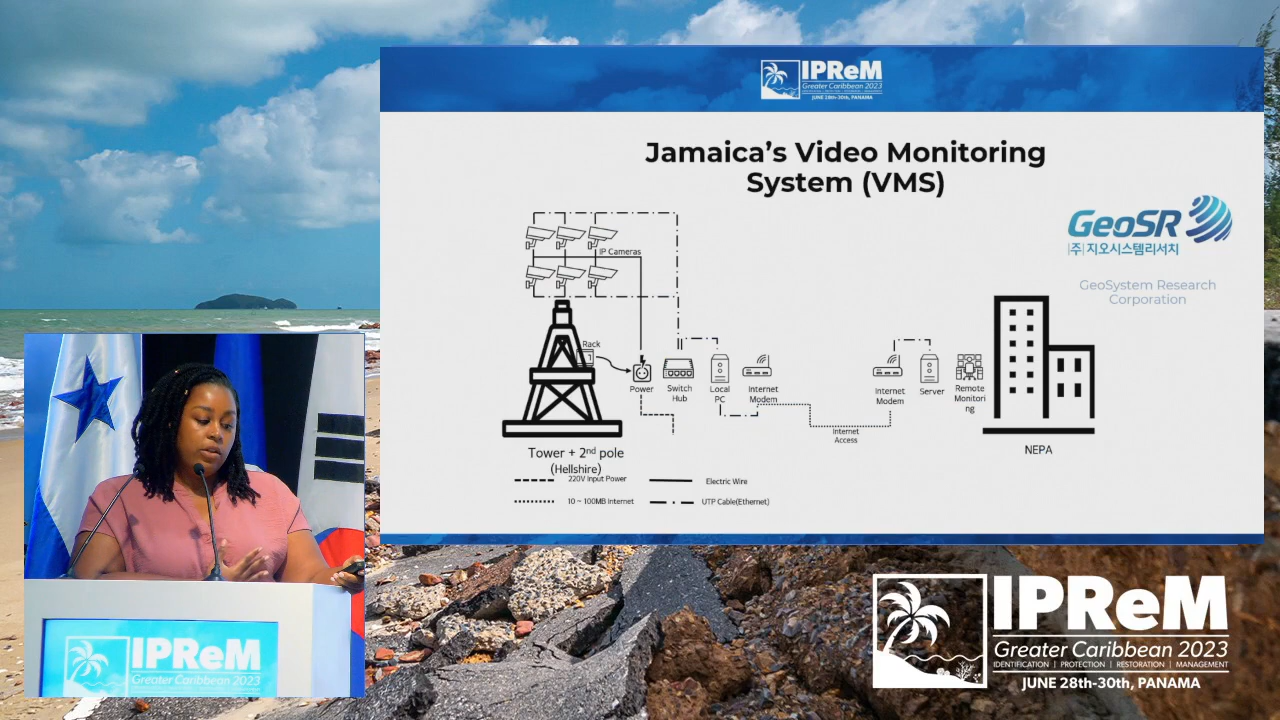 IPReM
Greater Caribbean 2023
JUNE 28th-30th, PANAMA
Jamaica's Video Monitoring
System (VMS)
GeoSR
(주)지오시스템리서치
GeoSystem Research
Corporation
IP Cameras
Rack
Power
Switch
Hub
Local
PC
Internet
Modem
Internet
Access
Internet
Modem
Server
Remote
Monitori
ng
Tower + 2nd pole
(Hellshire)
NEPA
220V Input Power
Electric Wire
10 ~ 100MB Internet
UTP Cable(Ethernet)
IPReM
Greater Caribbean 2023
IPReM
Greater Caribbean 2023
IDENTIFICATION | PROTECTION | RESTORATION | MANAGEMENT
JUNE 28th-30th, PANAMA